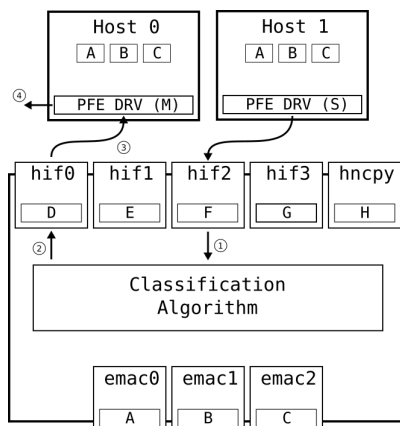 Host 0
A B C
PFE DRV (M)
Host 1
A B C
PFE DRV (S)
④
③
hif0 hif1 hif2 hif3 hncpy
D E F G H
② ①
Classification
Algorithm
emac0 emac1 emac2
A B C